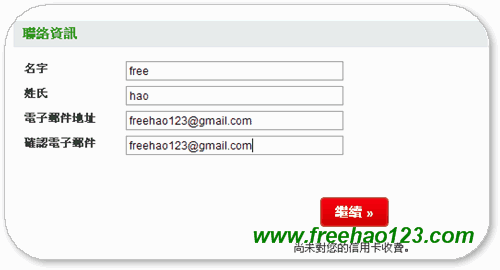 聯絡資訊
名字 free
姓氏 hao
電子郵件地址 freehao123@gmail.com
確認電子郵件 freehao123@gmail.com
繼續 »
www.freehao123.com
尚未對您的信用卡收費。